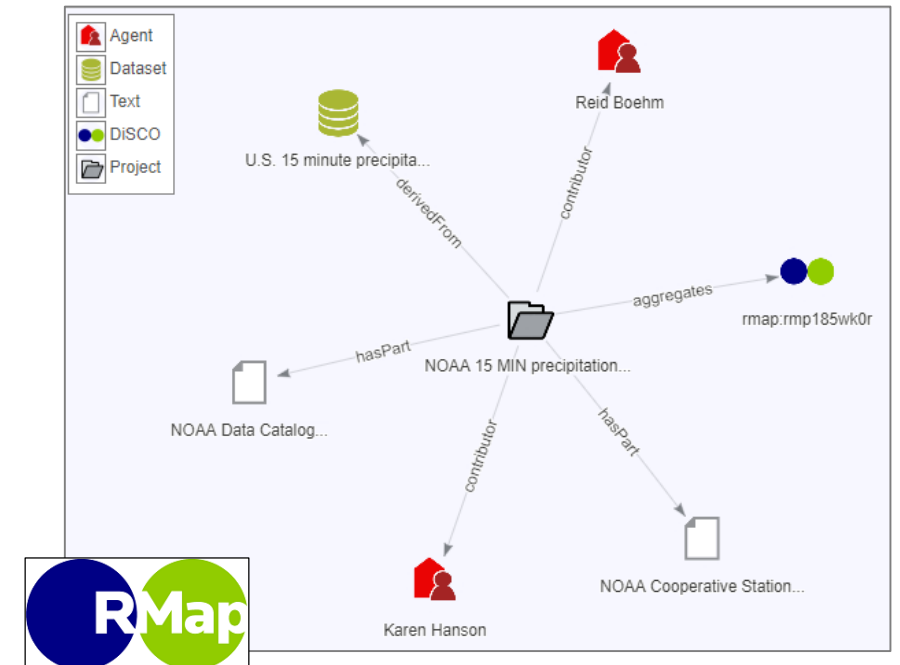 Agent
Dataset
Text
DiSCO
Project
Reid Boehm
U.S. 15 minute precipita...
contributor
derivedFrom
aggregates
rmap:rmp185wk0r
hasPart
NOAA 15 MIN precipitation...
NOAA Data Catalog...
contributor
hasPart
NOAA Cooperative Station...
Karen Hanson
RMap